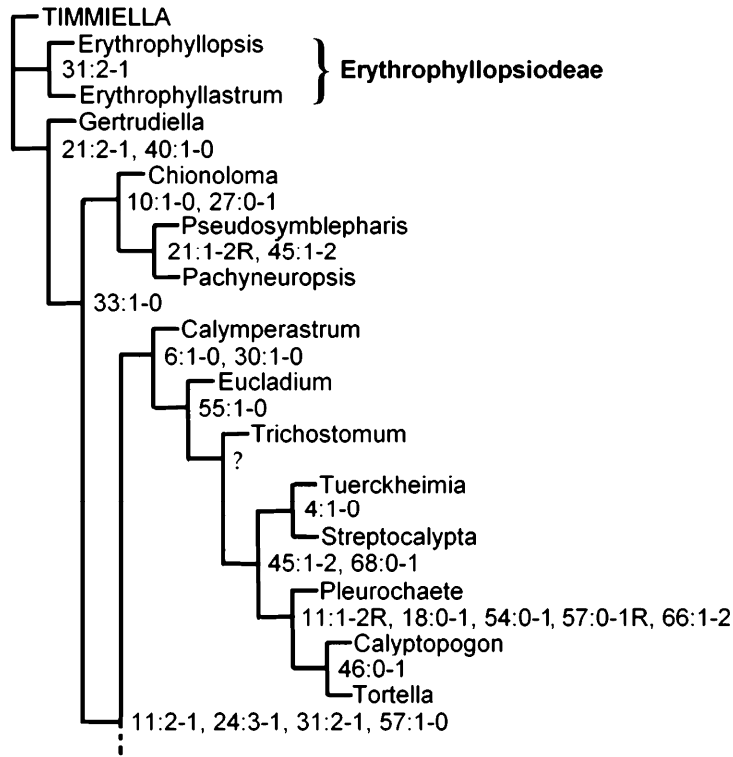 TIMMIELLA
Erythrophyllopsis
31:2-1
Erythrophyllopsiodeae
Erythrophyllastrum
Gertrudiella
21:2-1, 40:1-0
Chionoloma
10:1-0, 27:0-1
Pseudosymblepharis
21:1-2R, 45:1-2
Pachyneuropsis
33:1-0
Calymperastrum
6:1-0, 30:1-0
Eucladium
55:1-0
Trichostomum
?
Tuerckheimia
4:1-0
Streptocalypta
45:1-2, 68:0-1
Pleurochaete
11:1-2R, 18:0-1, 54:0-1, 57:0-1R, 66:1-2
Calyptopogon
46:0-1
Tortella
11:2-1, 24:3-1, 31:2-1, 57:1-0